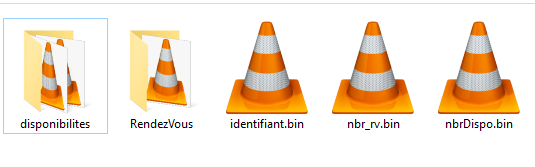 disponibilites
RendezVous
identifiant.bin
nbr_rv.bin
nbrDispo.bin